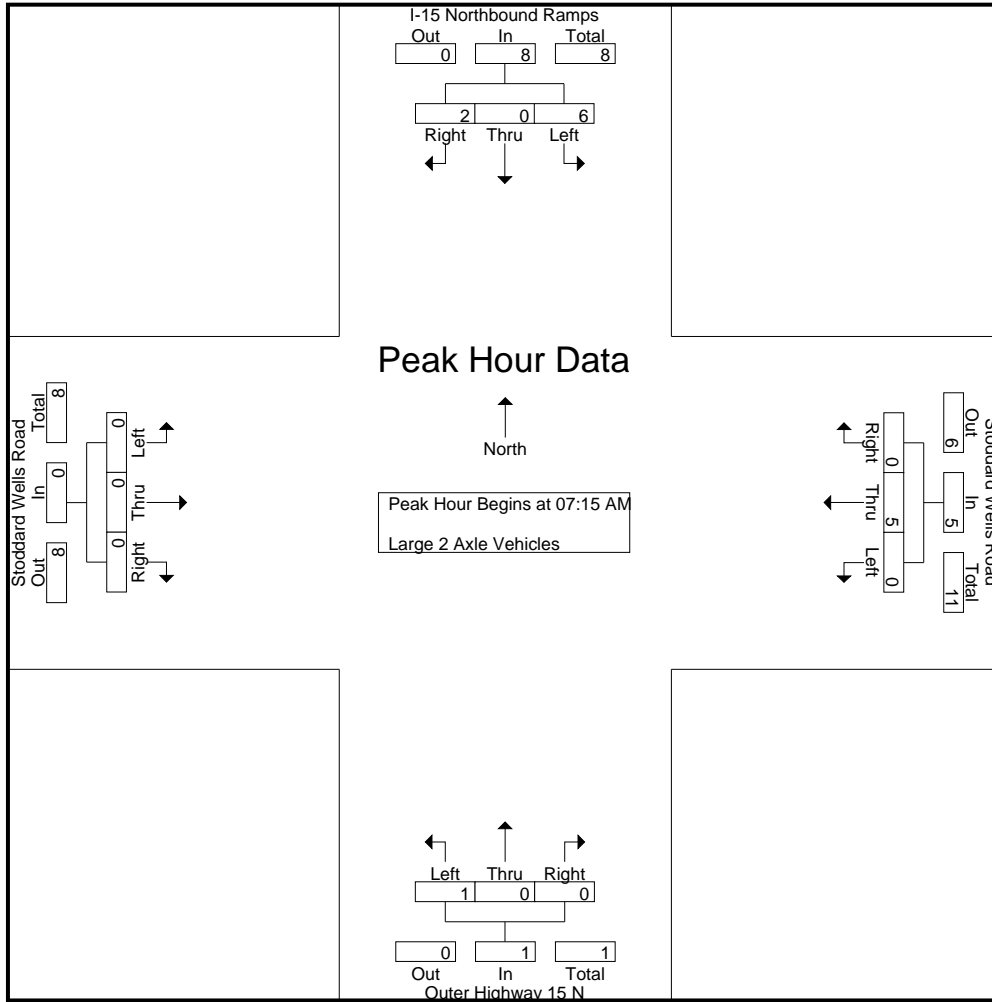 I-15 Northbound Ramps
Out In Total
0 8 8
2 0 6
Right Thru Left
Peak Hour Data
North
Peak Hour Begins at 07:15 AM
Large 2 Axle Vehicles
Stoddard Wells Road
Out In Total
8 0 8
Left Thru Right
0 0 0
Stoddard Wells Road
Out In Total
6 5 11
Right Thru Left
0 5 0
Left Thru Right
1 0 0
0 1 1
Out In Total
Outer Highway 15 N